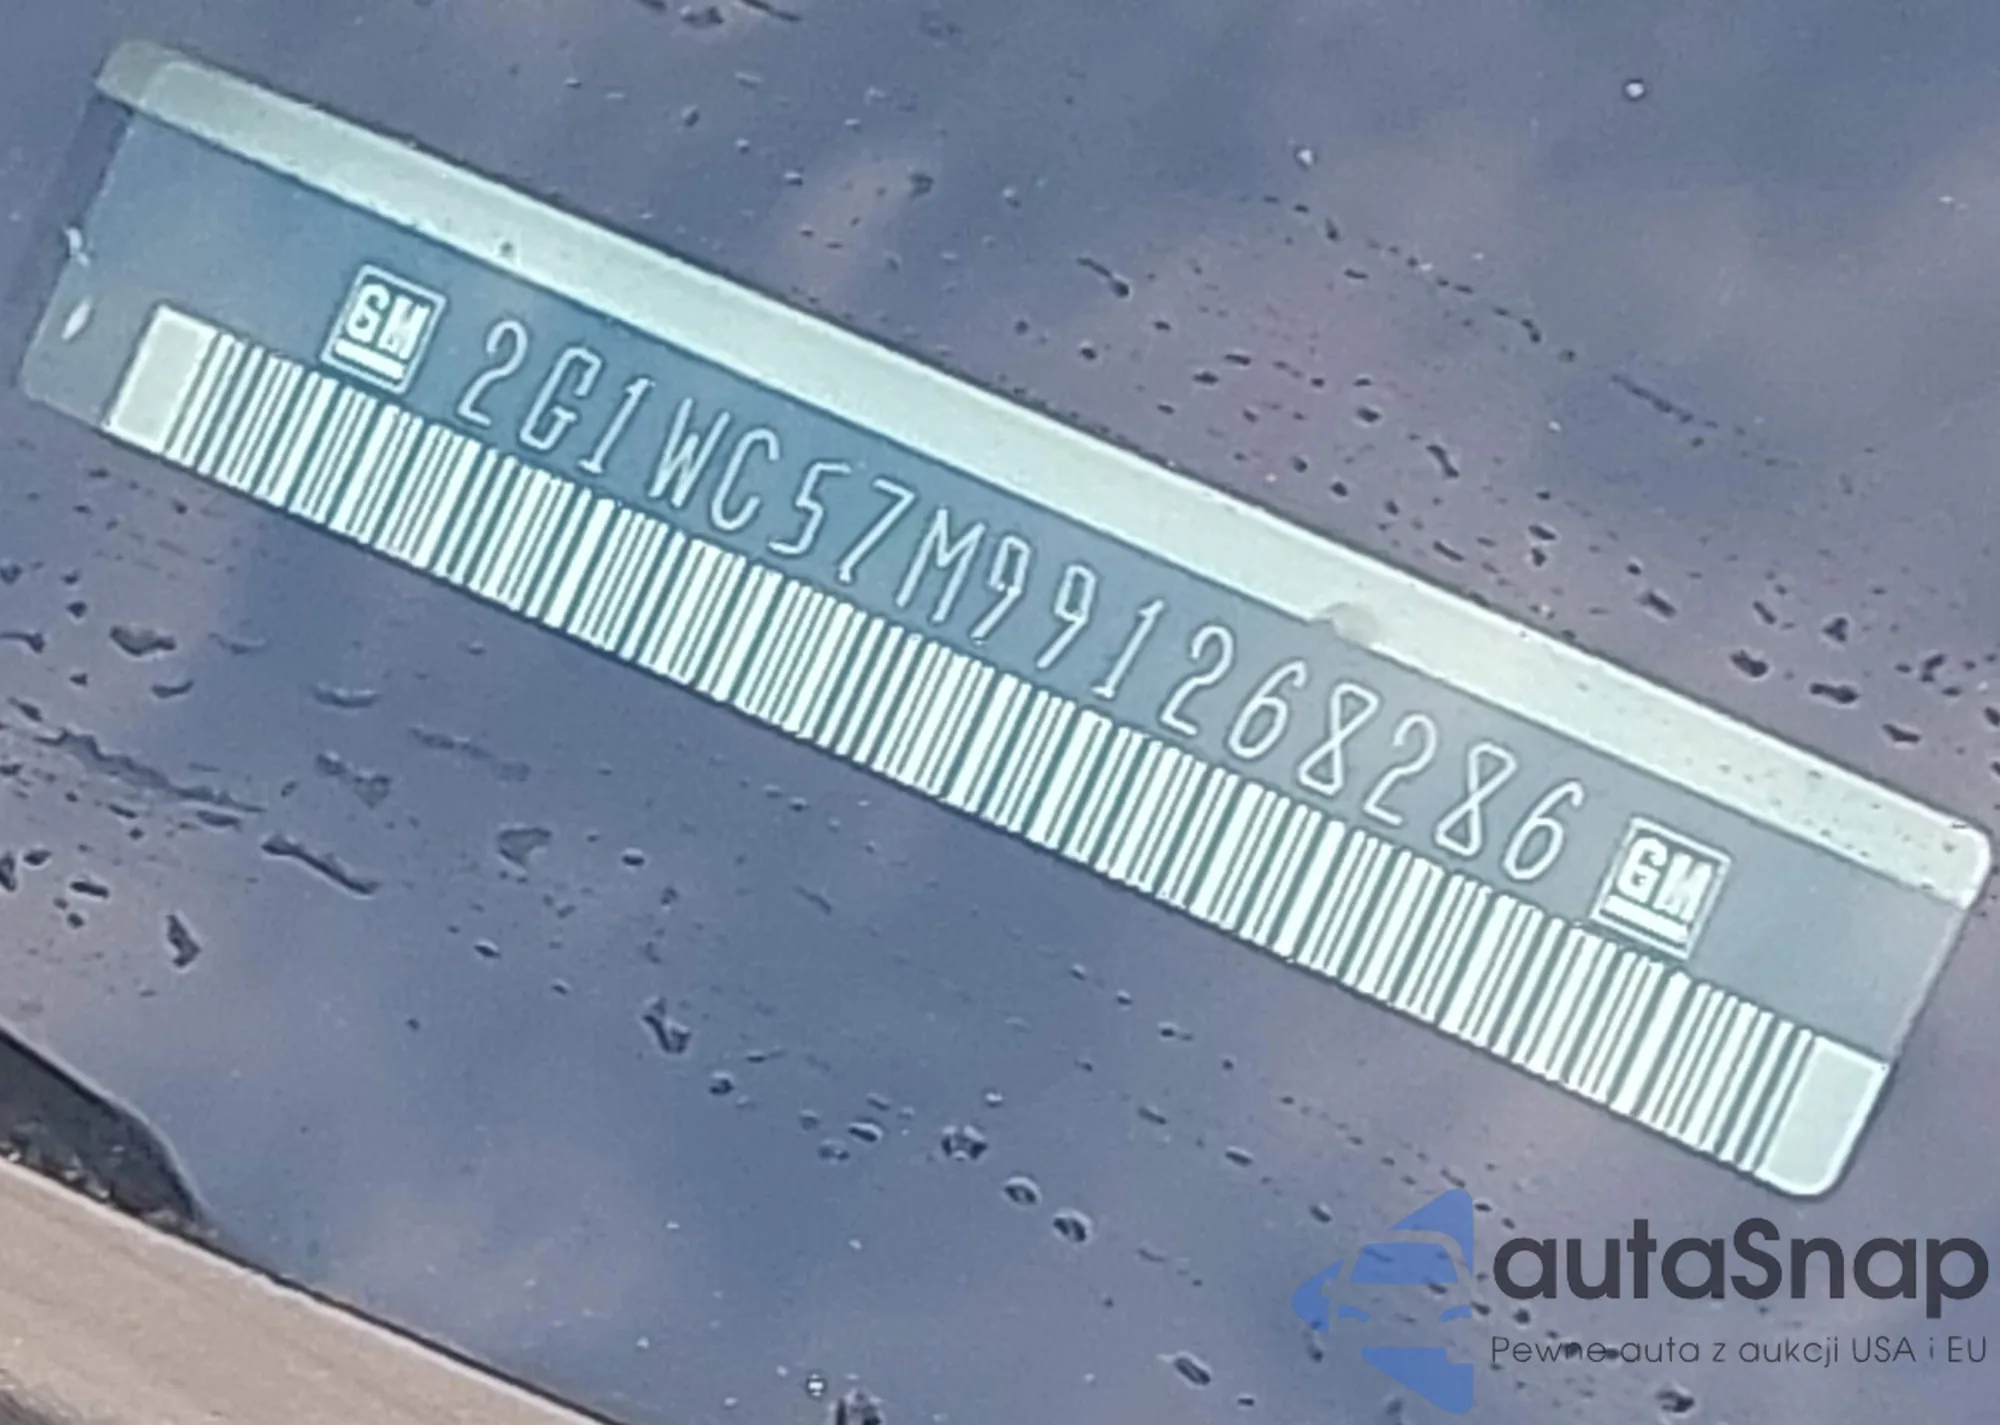 GM 2G1WC57M991268286 GM
autaSnap
Pewne auta z aukcji USA i EU